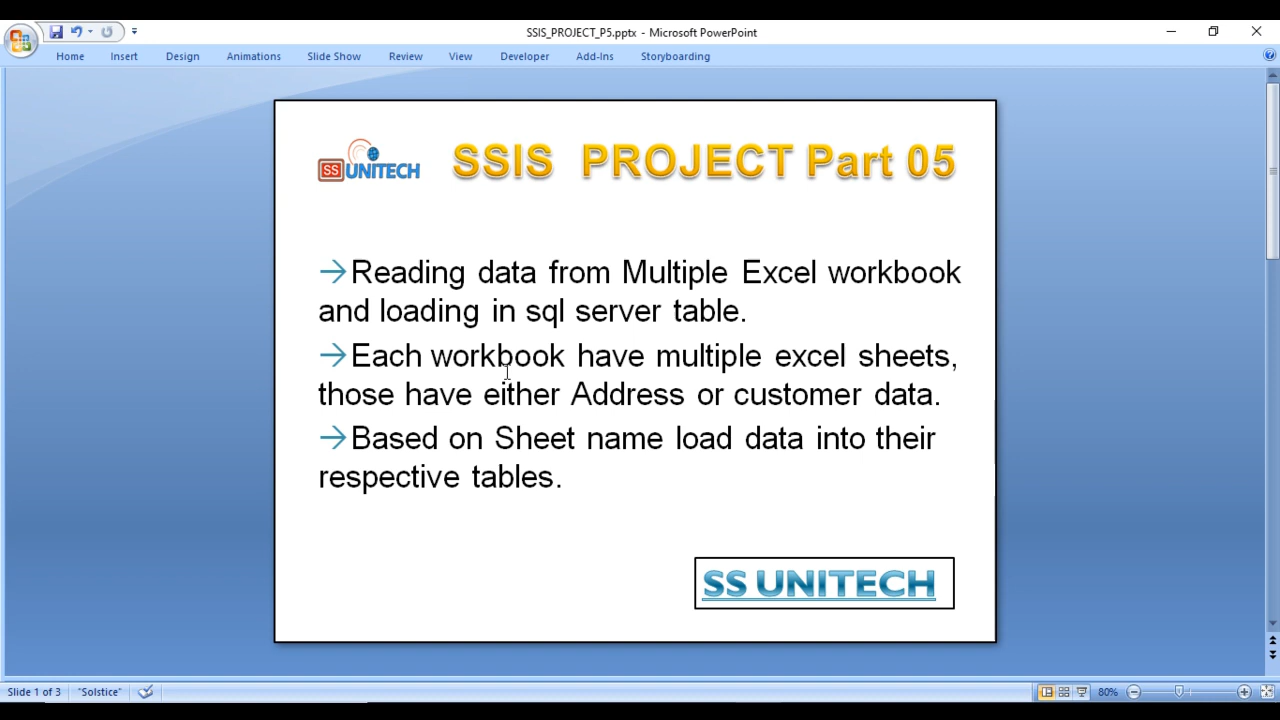 SSIS_PROJECT_P5.pptx - Microsoft PowerPoint
Home Insert Design Animations Slide Show Review View Developer Add-Ins Storyboarding
SS UNITECH
SSIS PROJECT Part 05
→Reading data from Multiple Excel workbook
and loading in sql server table.
→Each workbook have multiple excel sheets,
those have either Address or customer data.
→Based on Sheet name load data into their
respective tables.
SS UNITECH
Slide 1 of 3 "Solstice" 80%